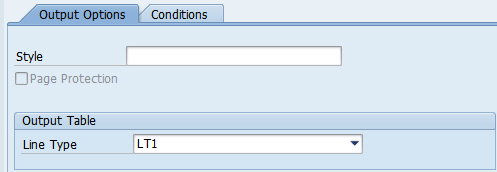 Output Options Conditions
Style
Page Protection
Output Table
Line Type LT1